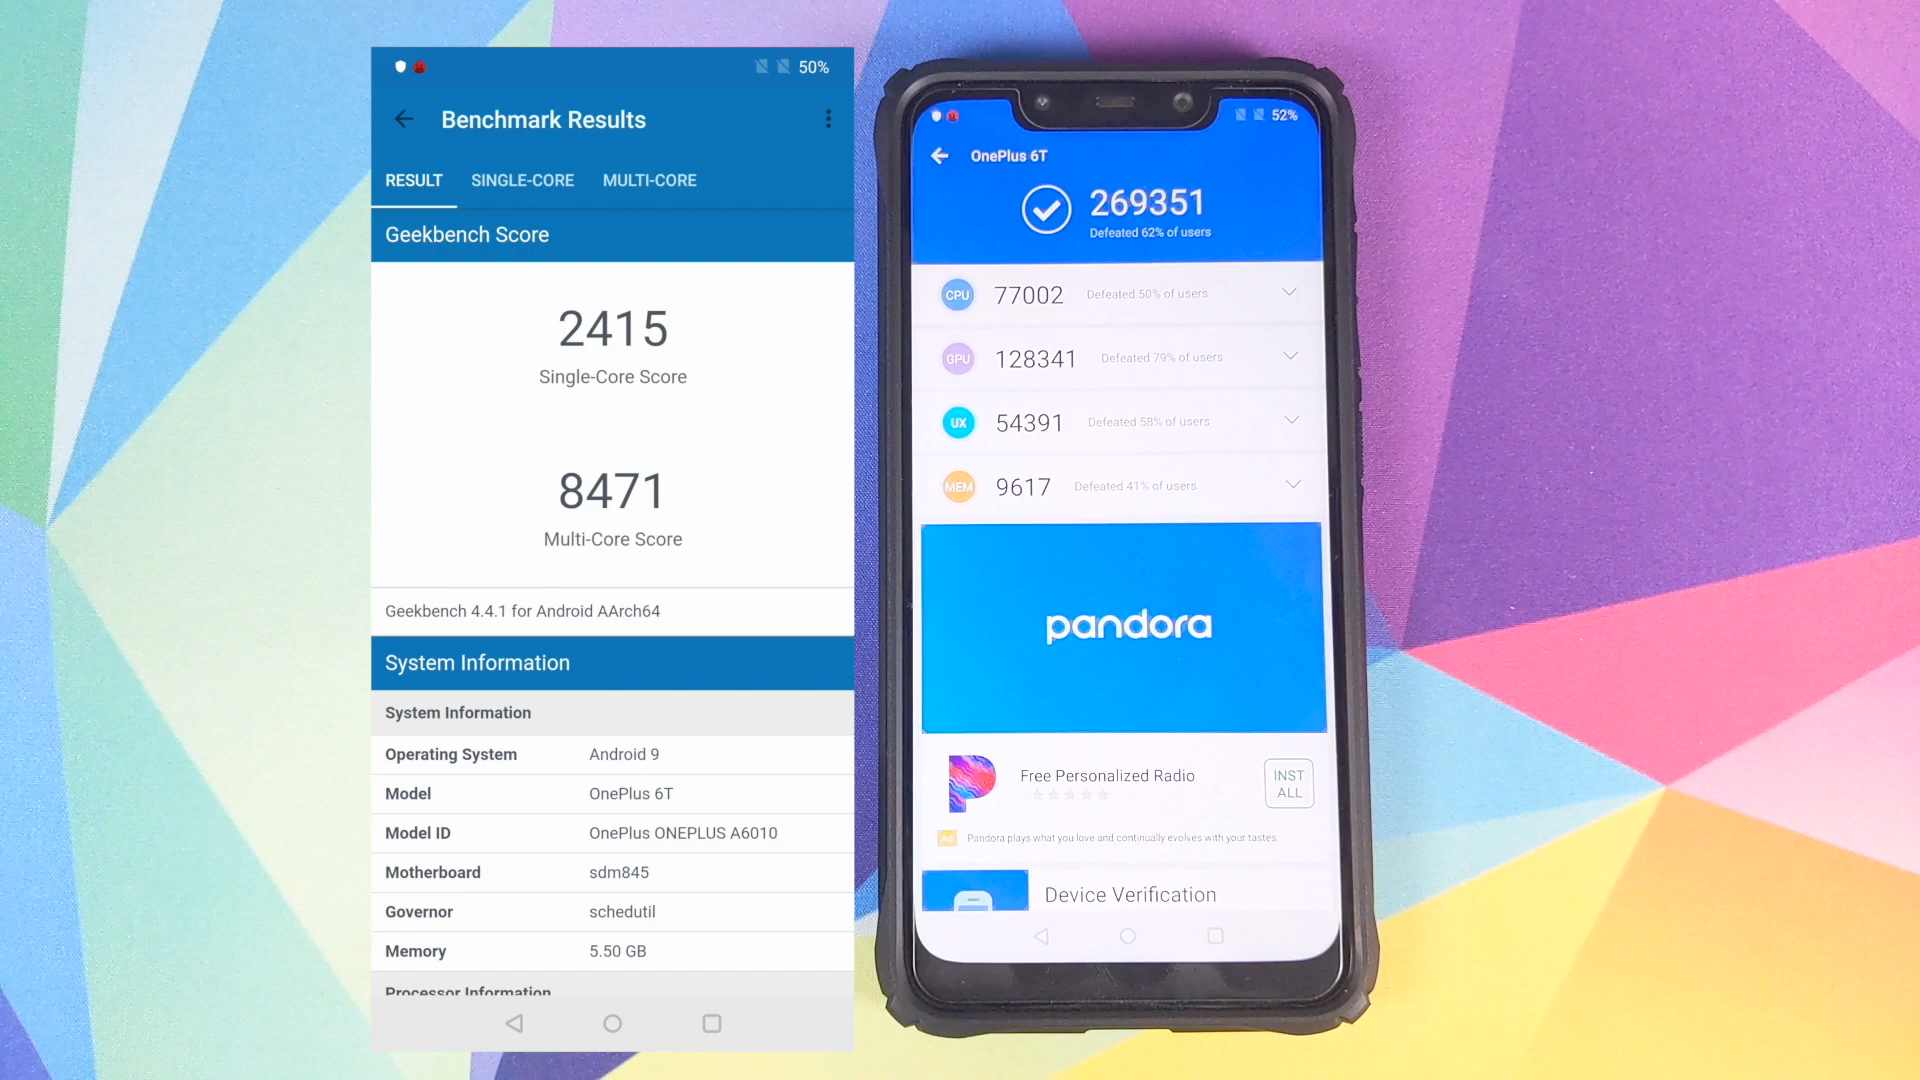 50%
Benchmark Results
RESULT SINGLE-CORE MULTI-CORE
Geekbench Score
2415
Single-Core Score
8471
Multi-Core Score
Geekbench 4.4.1 for Android AArch64
System Information
System Information
Operating System Android 9
Model OnePlus 6T
Model ID OnePlus ONEPLUS A6010
Motherboard sdm845
Governor schedutil
Memory 5.50 GB
Processor Information
52%
OnePlus 6T
269351
Defeated 62% of users
CPU 77002 Defeated 50% of users
GPU 128341 Defeated 79% of users
UX 54391 Defeated 58% of users
MEM 9617 Defeated 41% of users
pandora
Free Personalized Radio
INST
ALL
Ad Pandora plays what you love and continually evolves with your tastes.
Device Verification